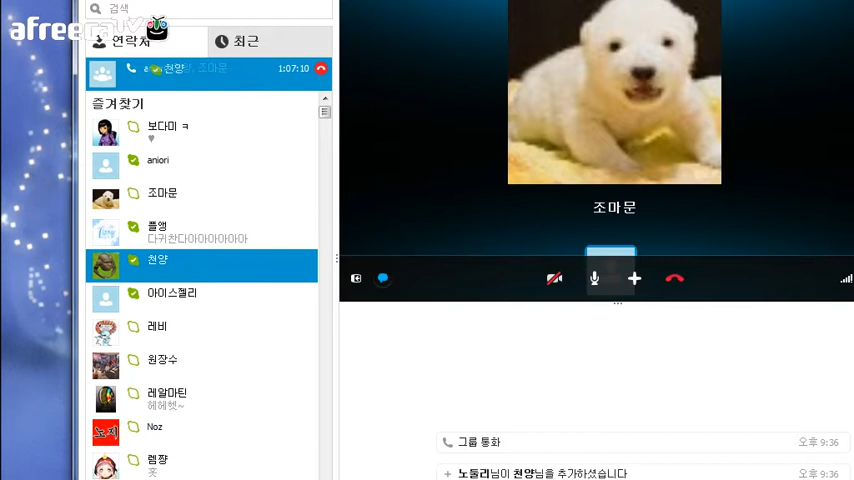 검색
afreecaTV
연락처
최근
천양, 조마문
1:07:10
즐겨찾기
보다미 ㅋ
♥
aniori
조마문
플앵
다귀찬다아아아아아아
천양
아이스젤리
레비
원장수
레알마틴
헤헤헷~
Noz
노지
렘쨩
홋
조마문
그룹 통화
오후 9:36
노돌리님이 천양님을 추가하셨습니다
오후 9:36